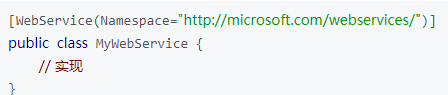 [WebService(Namespace="http://microsoft.com/webservices/")]
public class MyWebService {
// 实现
}